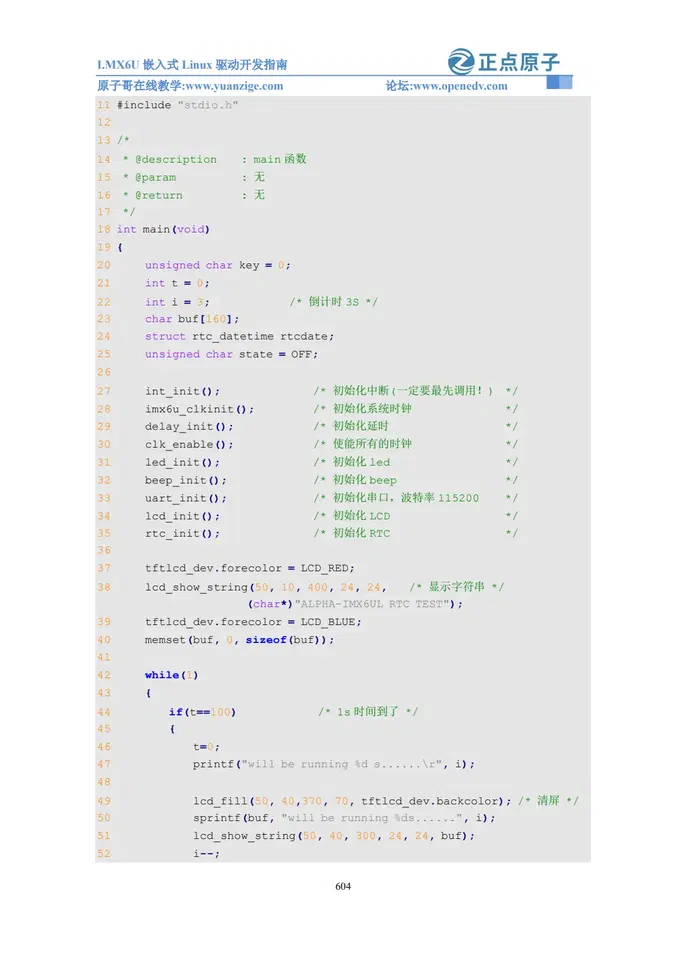 I.MX6U 嵌入式 Linux 驱动开发指南
正点原子
原子哥在线教学:www.yuanzige.com 论坛:www.openedv.com
11 #include "stdio.h"
12
13 /*
14 * @description : main 函数
15 * @param : 无
16 * @return : 无
17 */
18 int main(void)
19 {
20 unsigned char key = 0;
21 int t = 0;
22 int i = 3; /* 倒计时 3S */
23 char buf[160];
24 struct rtc_datetime rtcdate;
25 unsigned char state = OFF;
26
27 int_init(); /* 初始化中断(一定要最先调用！) */
28 imx6u_clkinit(); /* 初始化系统时钟 */
29 delay_init(); /* 初始化延时 */
30 clk_enable(); /* 使能所有的时钟 */
31 led_init(); /* 初始化 led */
32 beep_init(); /* 初始化 beep */
33 uart_init(); /* 初始化串口，波特率 115200 */
34 lcd_init(); /* 初始化 LCD */
35 rtc_init(); /* 初始化 RTC */
36
37 tftlcd_dev.forecolor = LCD_RED;
38 lcd_show_string(50, 10, 400, 24, 24, /* 显示字符串 */
(char*)"ALPHA-IMX6UL RTC TEST");
39 tftlcd_dev.forecolor = LCD_BLUE;
40 memset(buf, 0, sizeof(buf));
41
42 while(1)
43 {
44 if(t==100) /* 1s 时间到了 */
45 {
46 t=0;
47 printf("will be running %d s......\r", i);
48
49 lcd_fill(50, 40,370, 70, tftlcd_dev.backcolor); /* 清屏 */
50 sprintf(buf, "will be running %ds......", i);
51 lcd_show_string(50, 40, 300, 24, 24, buf);
52 i--;
604